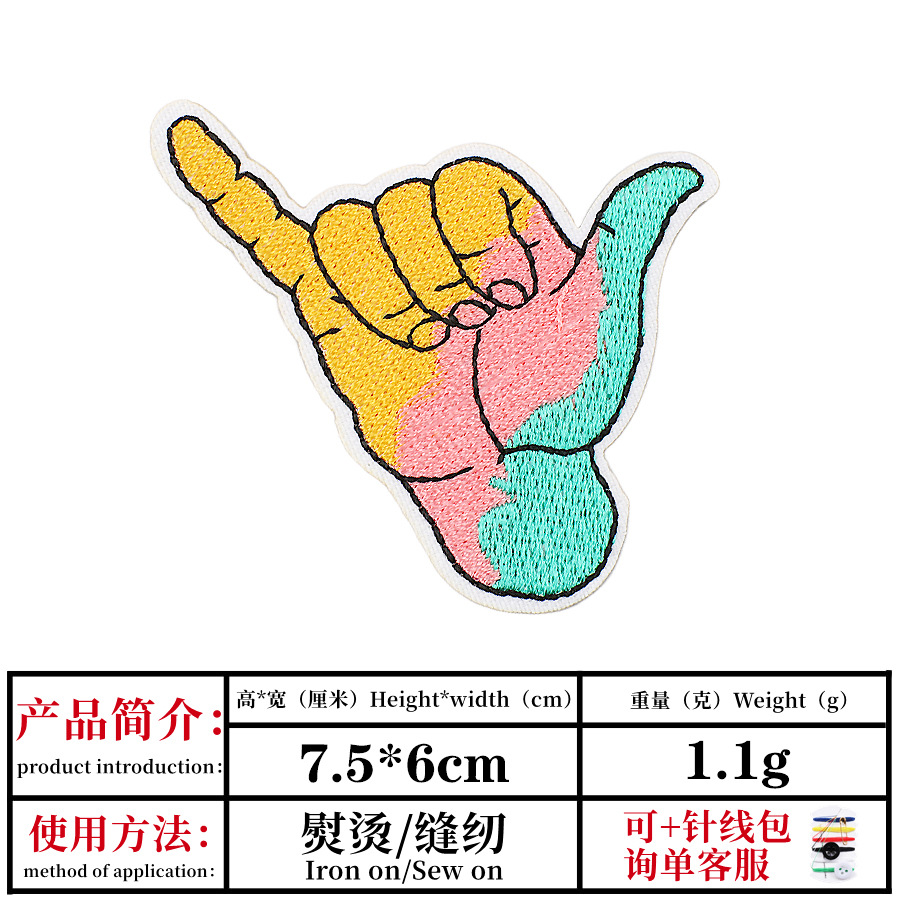 产品简介：
product introduction：
高*宽（厘米）Height*width（cm）
重量（克）Weight（g）
7.5*6cm
1.1g
使用方法：
method of application：
熨烫/缝纫
Iron on/Sew on
可+针线包
询单客服